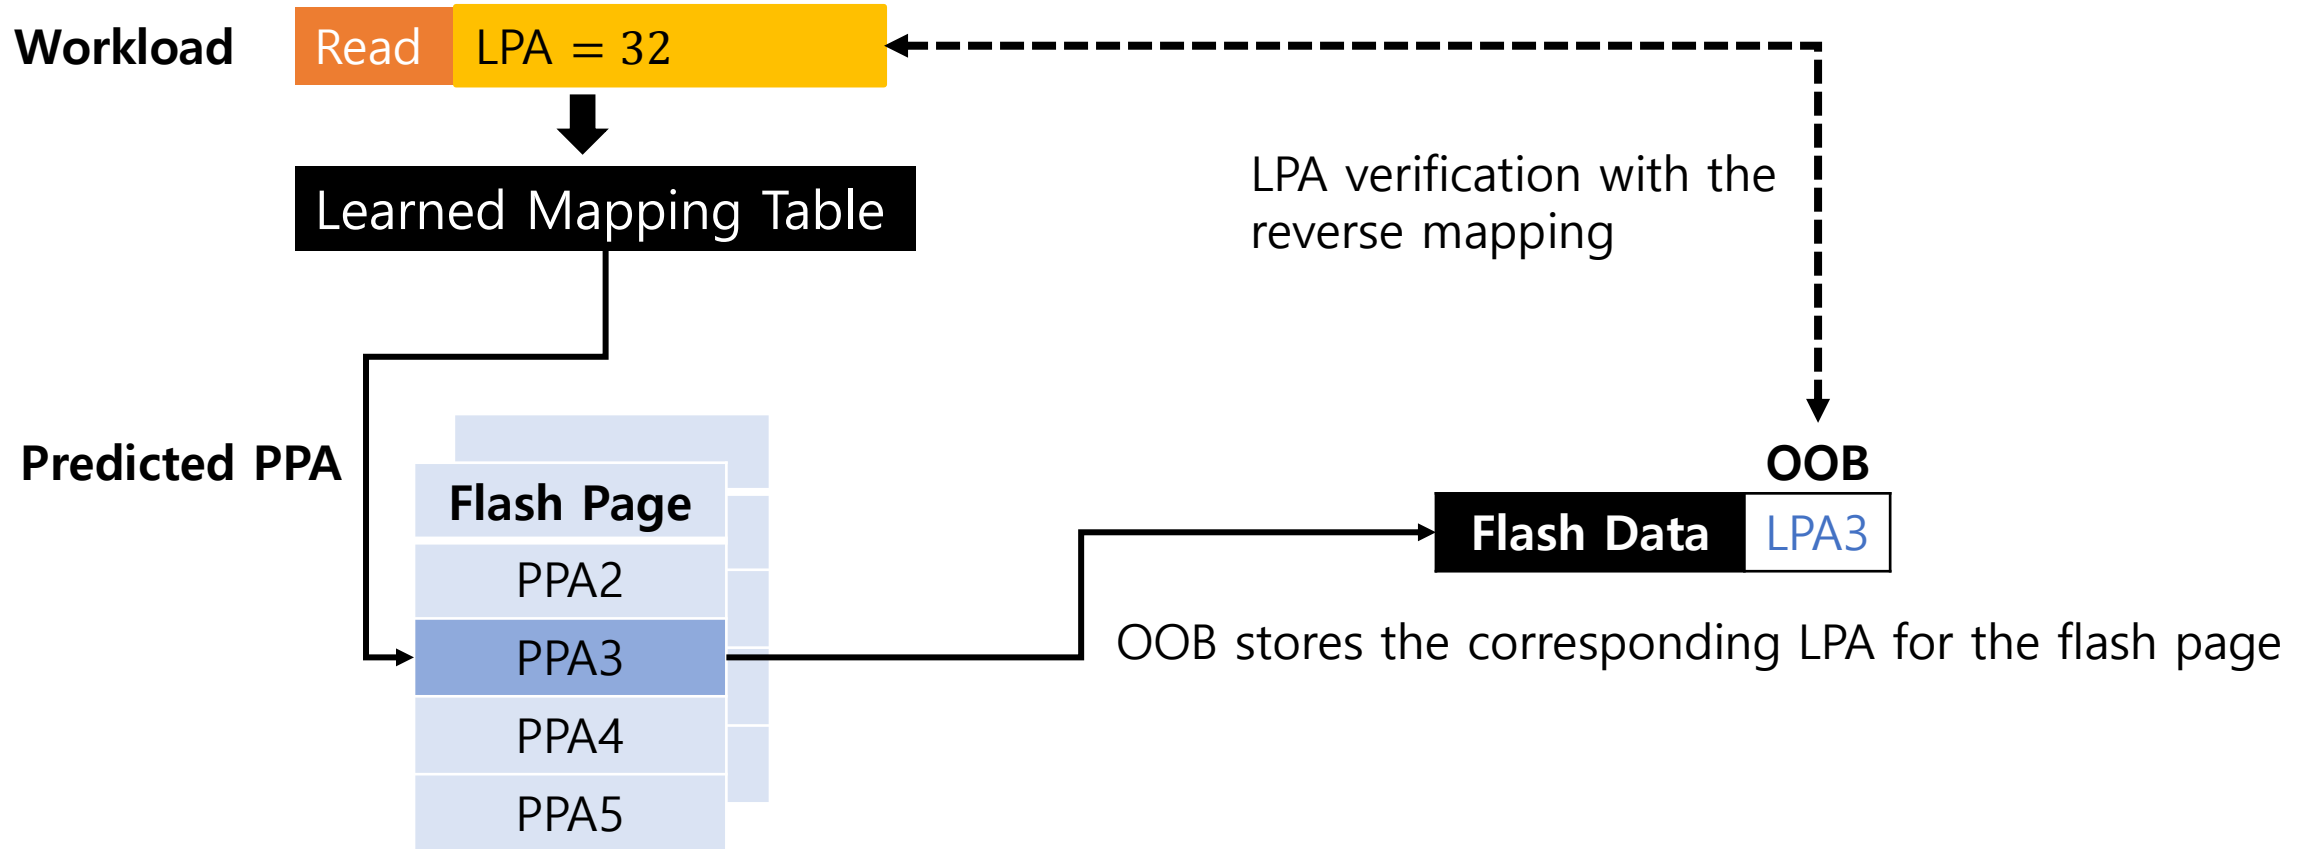 Workload
Read
LPA = 32
Learned Mapping Table
LPA verification with the
reverse mapping
Predicted PPA
Flash Page
PPA2
PPA3
PPA4
PPA5
OOB
Flash Data
LPA3
OOB stores the corresponding LPA for the flash page